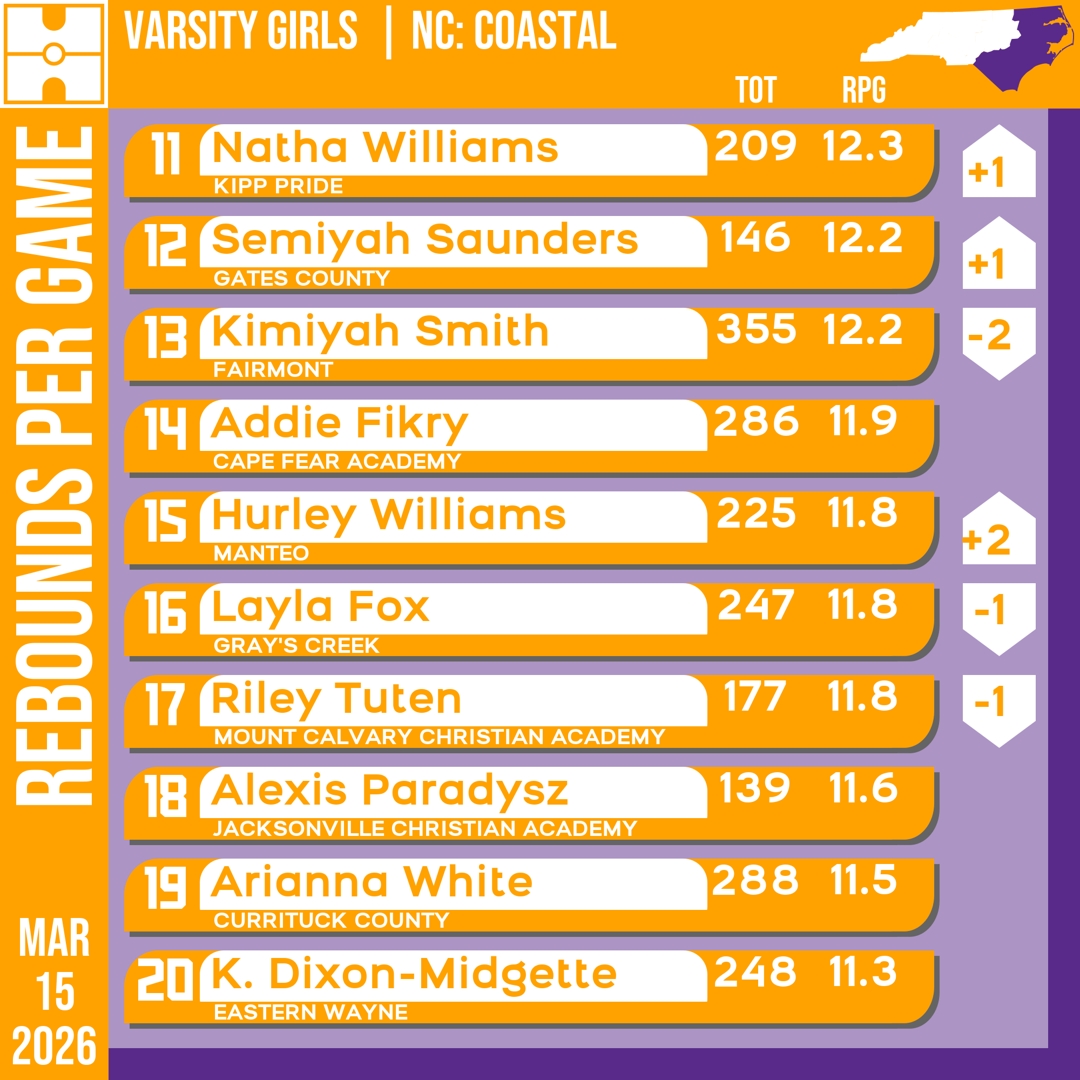 VARSITY GIRLS | NC: COASTAL
TOT RPG
REBOUNDS PER GAME
MAR
15
2026
11 Natha Williams 209 12.3 +1
KIPP PRIDE
12 Semiyah Saunders 146 12.2 +1
GATES COUNTY
13 Kimiyah Smith 355 12.2 -2
FAIRMONT
14 Addie Fikry 286 11.9
CAPE FEAR ACADEMY
15 Hurley Williams 225 11.8 +2
MANTEO
16 Layla Fox 247 11.8 -1
GRAY'S CREEK
17 Riley Tuten 177 11.8 -1
MOUNT CALVARY CHRISTIAN ACADEMY
18 Alexis Paradysz 139 11.6
JACKSONVILLE CHRISTIAN ACADEMY
19 Arianna White 288 11.5
CURRITUCK COUNTY
20 K. Dixon-Midgette 248 11.3
EASTERN WAYNE